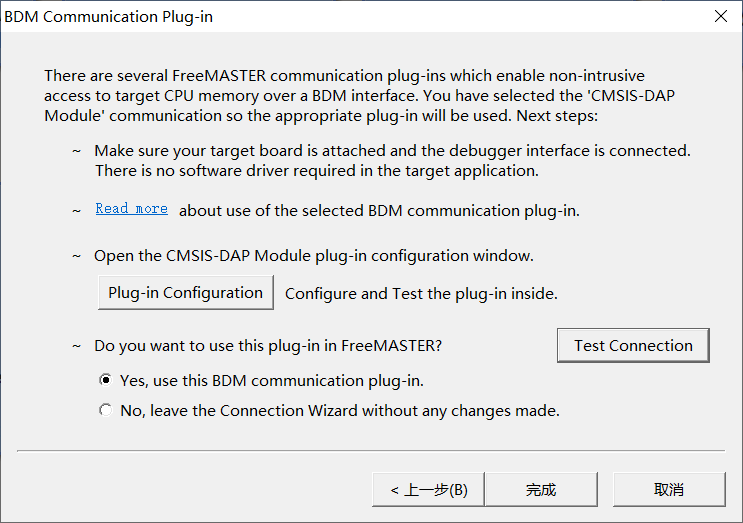 BDM Communication Plug-in
There are several FreeMASTER communication plug-ins which enable non-intrusive
access to target CPU memory over a BDM interface. You have selected the 'CMSIS-DAP
Module' communication so the appropriate plug-in will be used. Next steps:
~ Make sure your target board is attached and the debugger interface is connected.
There is no software driver required in the target application.
~ Read more about use of the selected BDM communication plug-in.
~ Open the CMSIS-DAP Module plug-in configuration window.
Plug-in Configuration Configure and Test the plug-in inside.
~ Do you want to use this plug-in in FreeMASTER? Test Connection
Yes, use this BDM communication plug-in.
No, leave the Connection Wizard without any changes made.
< 上一步(B) 完成 取消